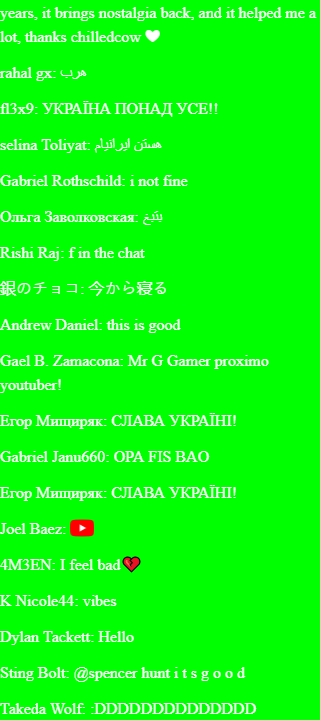 years, it brings nostalgia back, and it helped me a
lot, thanks chilledcow 🤍
rahal gx: هرب
fl3x9: УКРАЇНА ПОНАД УСЕ!!
selina Toliyat: هستن ایرانیام
Gabriel Rothschild: i not fine
Ольга Заволковская:
Rishi Raj: f in the chat
銀のチョコ: 今から寝る
Andrew Daniel: this is good
Gael B. Zamacona: Mr G Gamer proximo
youtuber!
Егор Мищиряк: СЛАВА УКРАЇНІ!
Gabriel Janu660: OPA FIS BAO
Егор Мищиряк: СЛАВА УКРАЇНІ!
Joel Baez:
4M3EN: I feel bad💔
K Nicole44: vibes
Dylan Tackett: Hello
Sting Bolt: @spencer hunt i t s g o o d
Takeda Wolf: :DDDDDDDDDDDDDD